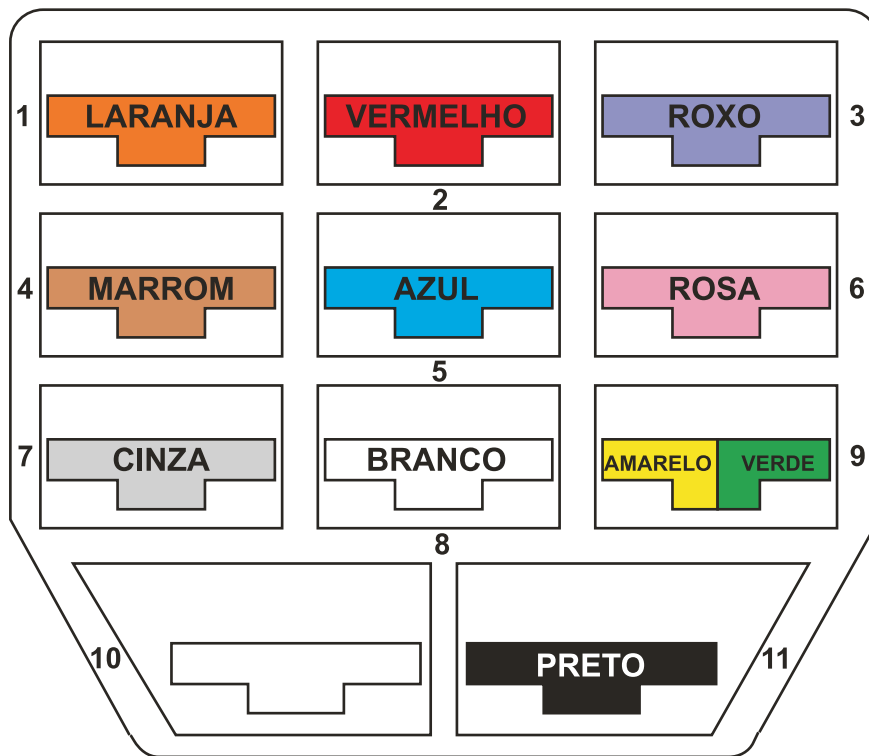 1 LARANJA VERMELHO ROXO 3
2
4 MARROM AZUL ROSA 6
5
7 CINZA BRANCO AMARELO VERDE 9
8
10 PRETO 11